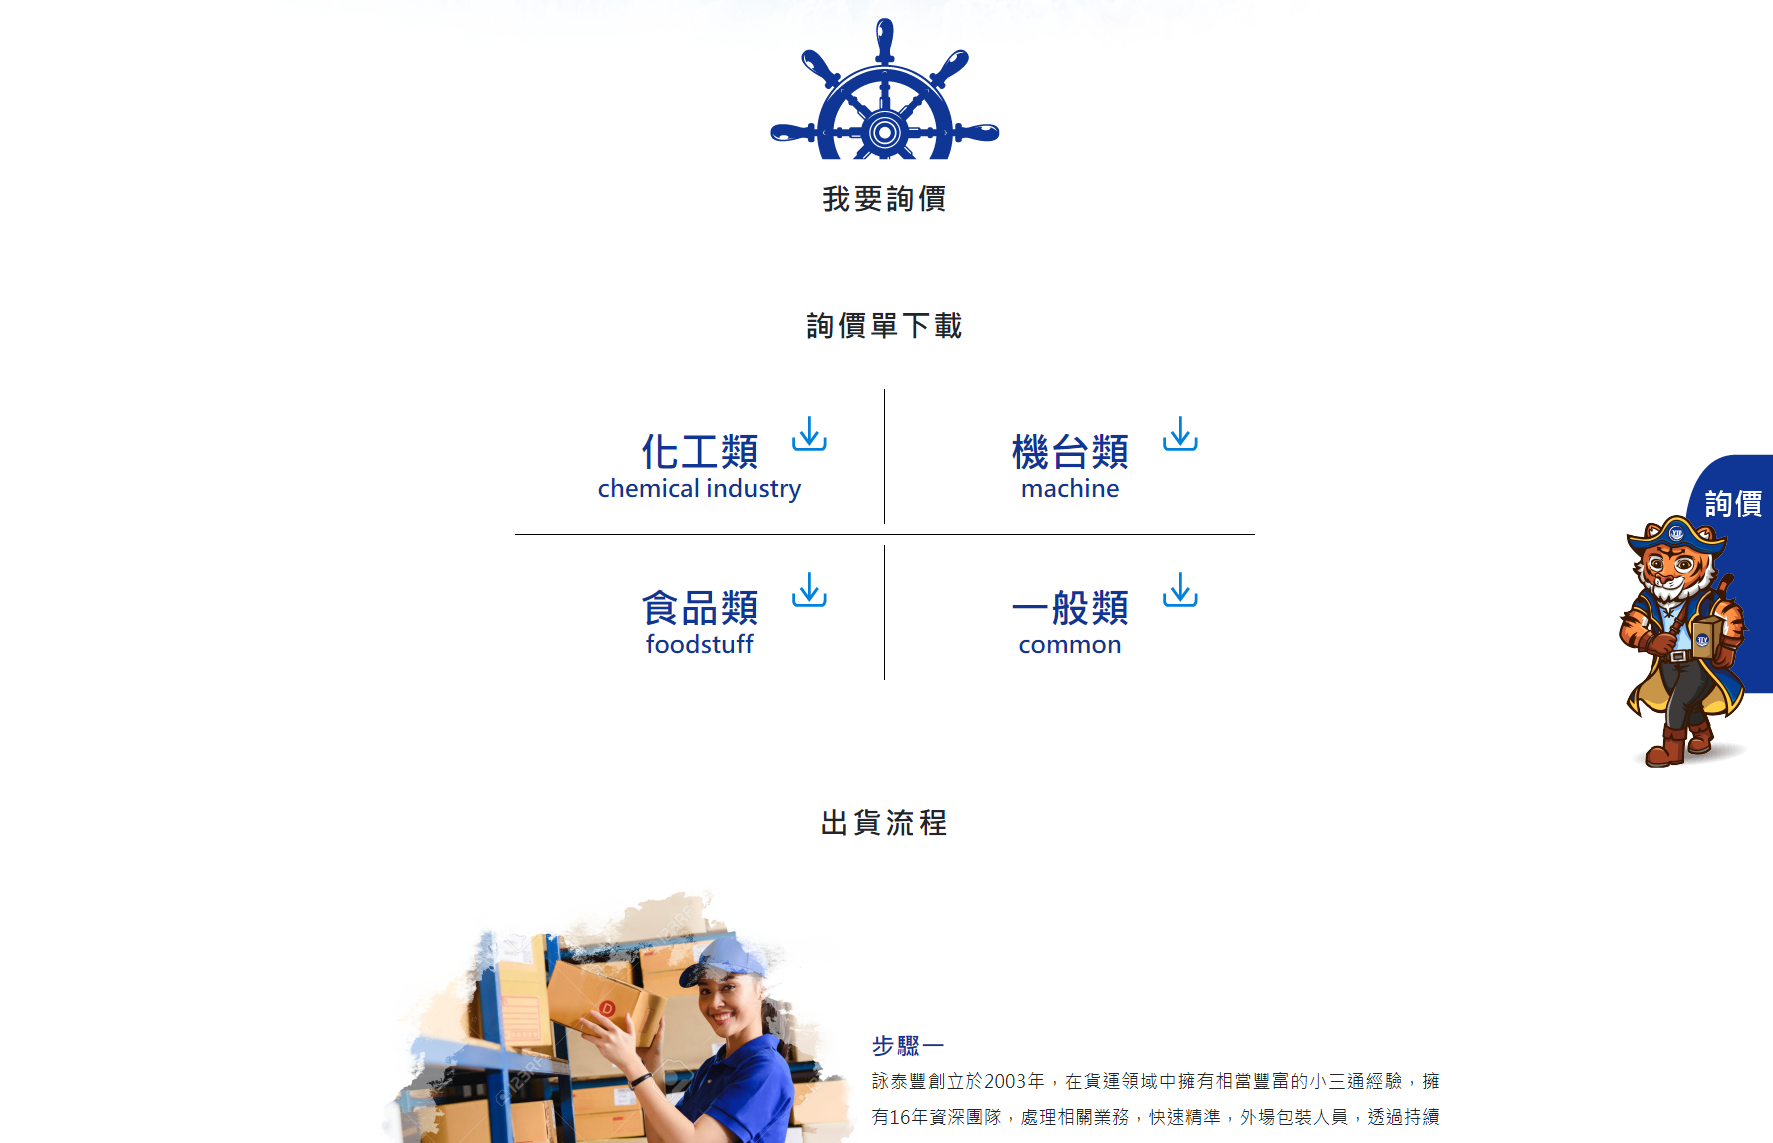 我要詢價
詢價單下載
化工類
chemical industry
機台類
machine
食品類
foodstuff
一般類
common
詢價
出貨流程
步驟一
詠泰豐創立於2003年，在貨運領域中擁有相當豐富的小三通經驗，擁
有16年資深團隊，處理相關業務，快速精準，外場包裝人員，透過持續